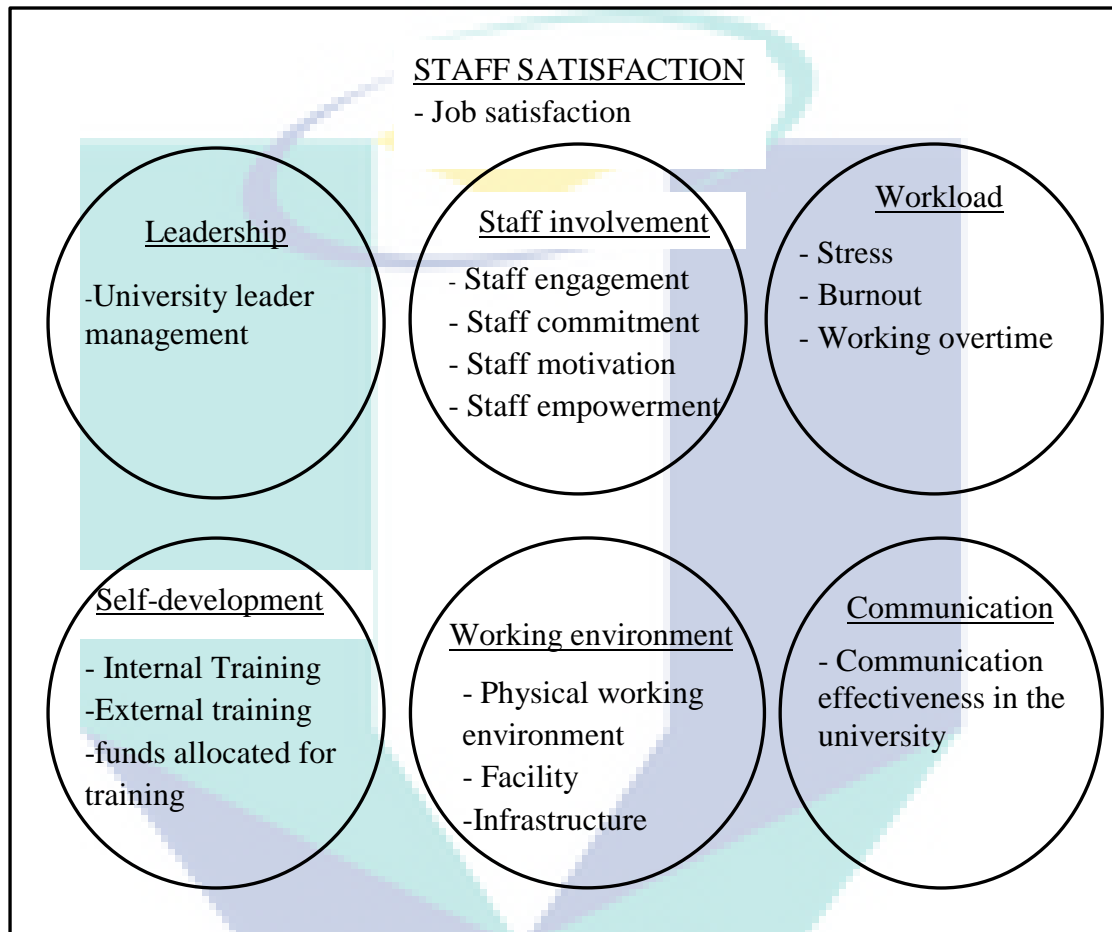 STAFF SATISFACTION
- Job satisfaction
Leadership
-University leader
management
Staff involvement
- Staff engagement
- Staff commitment
- Staff motivation
- Staff empowerment
Workload
- Stress
- Burnout
- Working overtime
Self-development
- Internal Training
-External training
-funds allocated for
training
Working environment
- Physical working
environment
- Facility
-Infrastructure
Communication
- Communication
effectiveness in the
university